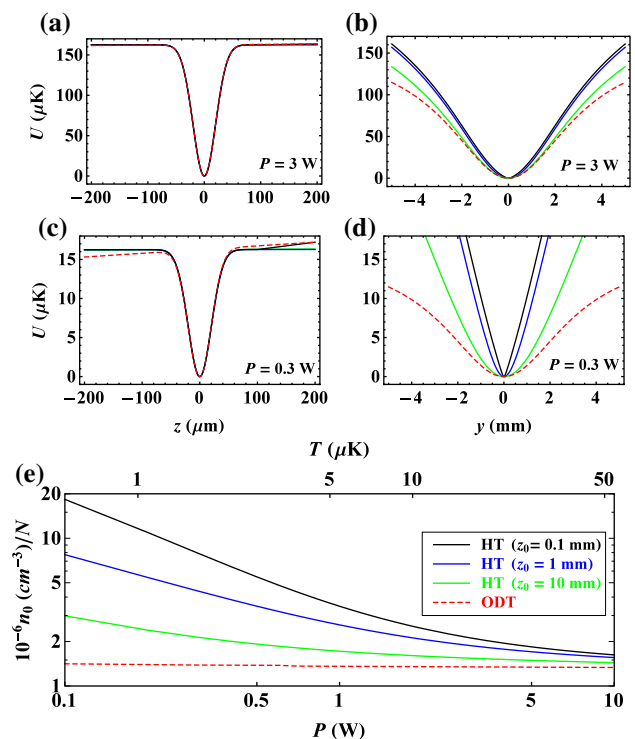 (a)
(b)
U (μK)
150
100
50
0
P = 3 W
−200
−100
0
100
200
150
100
50
0
P = 3 W
−4
−2
0
2
4
(c)
(d)
U (μK)
15
10
5
0
P = 0.3 W
−200
−100
0
100
200
z (μm)
15
10
5
0
P = 0.3 W
−4
−2
0
2
4
y (mm)
T (μK)
(e)
1
5
10
50
10⁻⁶n₀ (cm⁻³)/N
20
10
5
2
1
HT (z₀= 0.1 mm)
HT (z₀= 1 mm)
HT (z₀= 10 mm)
ODT
0.1
0.5
1
5
10
P (W)